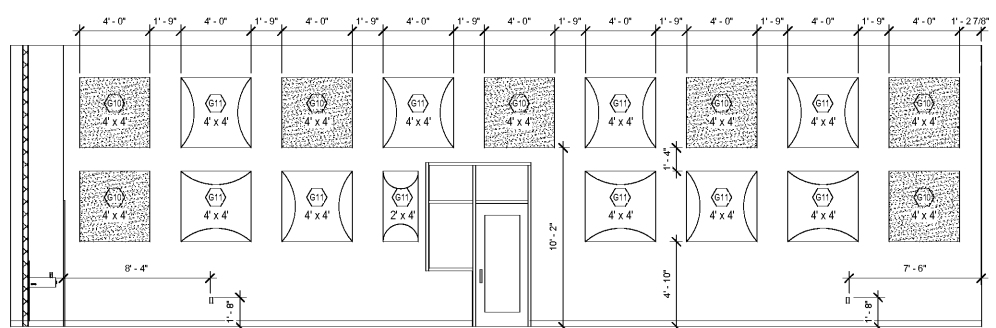 4' - 0" 1' - 9" 4' - 0" 1' - 9" 4' - 0" 1' - 9" 4' - 0" 1' - 9" 4' - 0" 1' - 9" 4' - 0" 1' - 9" 4' - 0" 1' - 9" 4' - 0" 1' - 9" 4' - 0" 1' - 2 7/8"
G10 G11 G10 G11 G10 G11 G10 G11 G10
4' x 4' 4' x 4' 4' x 4' 4' x 4' 4' x 4' 4' x 4' 4' x 4' 4' x 4' 4' x 4'
1' - 4"
G10 G11 G11 G11 G11 G11 G11 G10
4' x 4' 4' x 4' 4' x 4' 2' x 4' 4' x 4' 4' x 4' 4' x 4' 4' x 4'
10' - 2"
8' - 4" 4' - 10" 7' - 6"
1' - 8" 1' - 8"